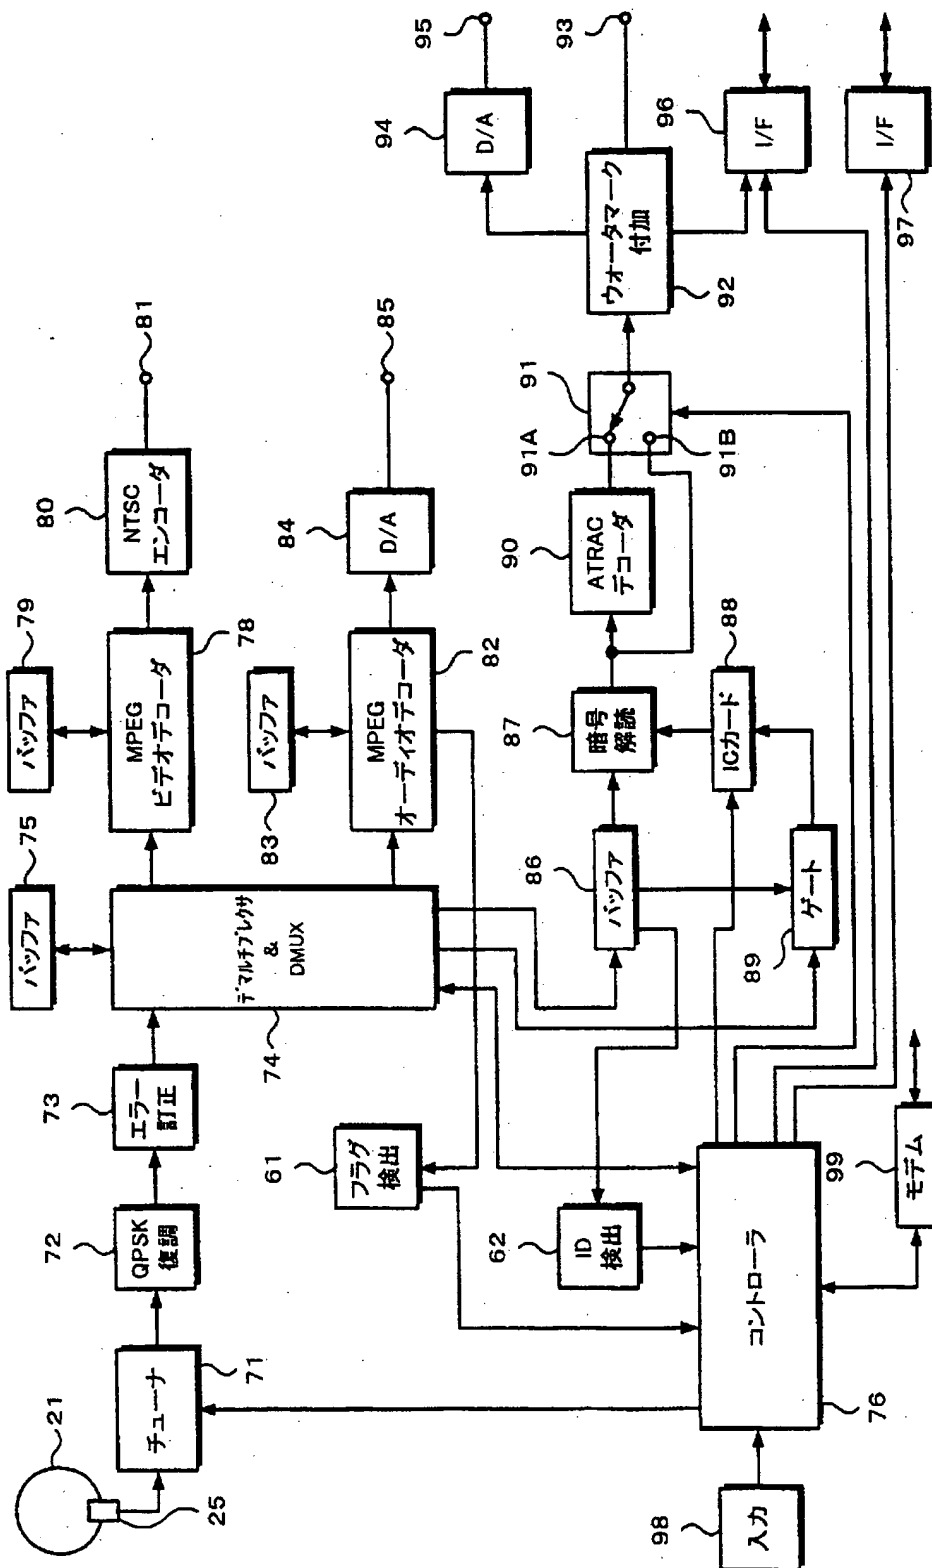 21
25
チューナ
71
QPSK
復調
72
エラー
訂正
73
デマルチプレクサ
&
DMUX
74
バッファ
75
MPEG
ビデオデコーダ
78
バッファ
79
NTSC
エンコーダ
80
81
MPEG
オーディオデコーダ
82
バッファ
83
D/A
84
85
フラグ
検出
61
ID
検出
62
バッファ
86
暗号
解読
87
ICカード
88
ゲート
89
ATRAC
デコーダ
90
91
91A
91B
ウォータマーク
付加
92
93
D/A
94
95
I/F
96
I/F
97
入力
98
コントローラ
76
モデム
99